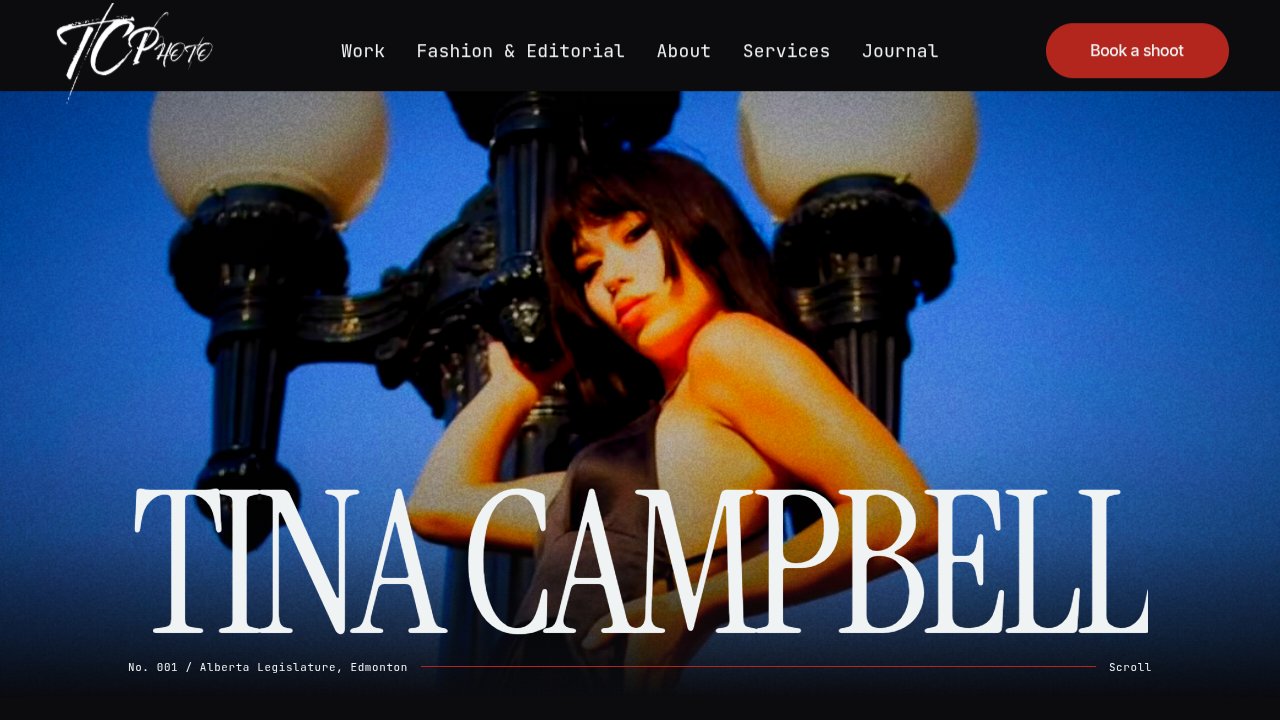 TCPhoto
Work
Fashion & Editorial
About
Services
Journal
Book a shoot
TINA CAMPBELL
No. 001 / Alberta Legislature, Edmonton
Scroll